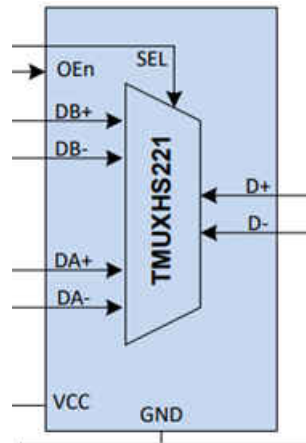 SEL
OEn
DB+
DB-
TMUXHS221
D+
D-
DA+
DA-
VCC
GND